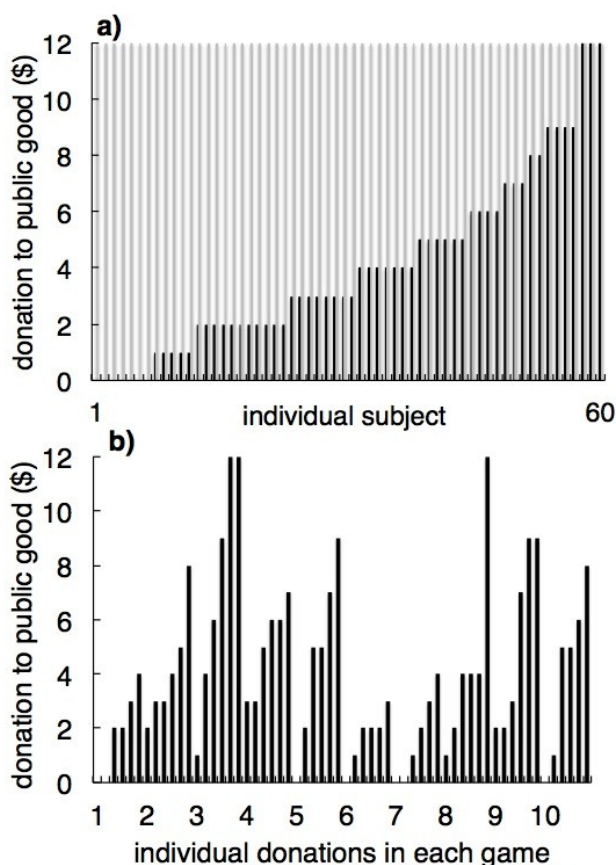 a)
donation to public good ($)
12
10
8
6
4
2
0
1 individual subject 60
b)
donation to public good ($)
12
10
8
6
4
2
0
1 2 3 4 5 6 7 8 9 10
individual donations in each game